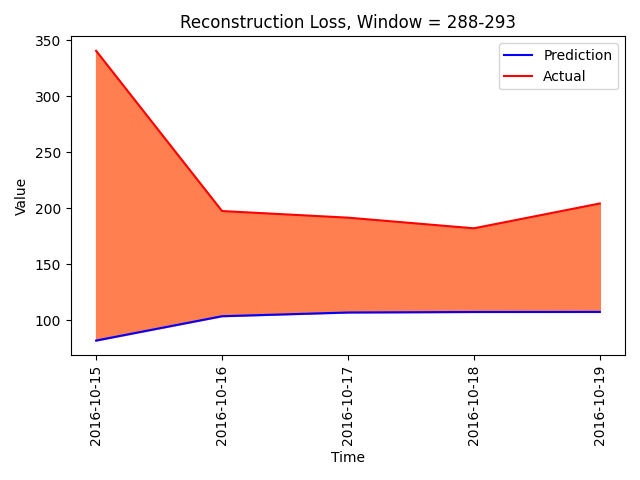 Reconstruction Loss, Window = 288-293
Prediction
Actual
Value
350
300
250
200
150
100
2016-10-15
2016-10-16
2016-10-17
2016-10-18
2016-10-19
Time